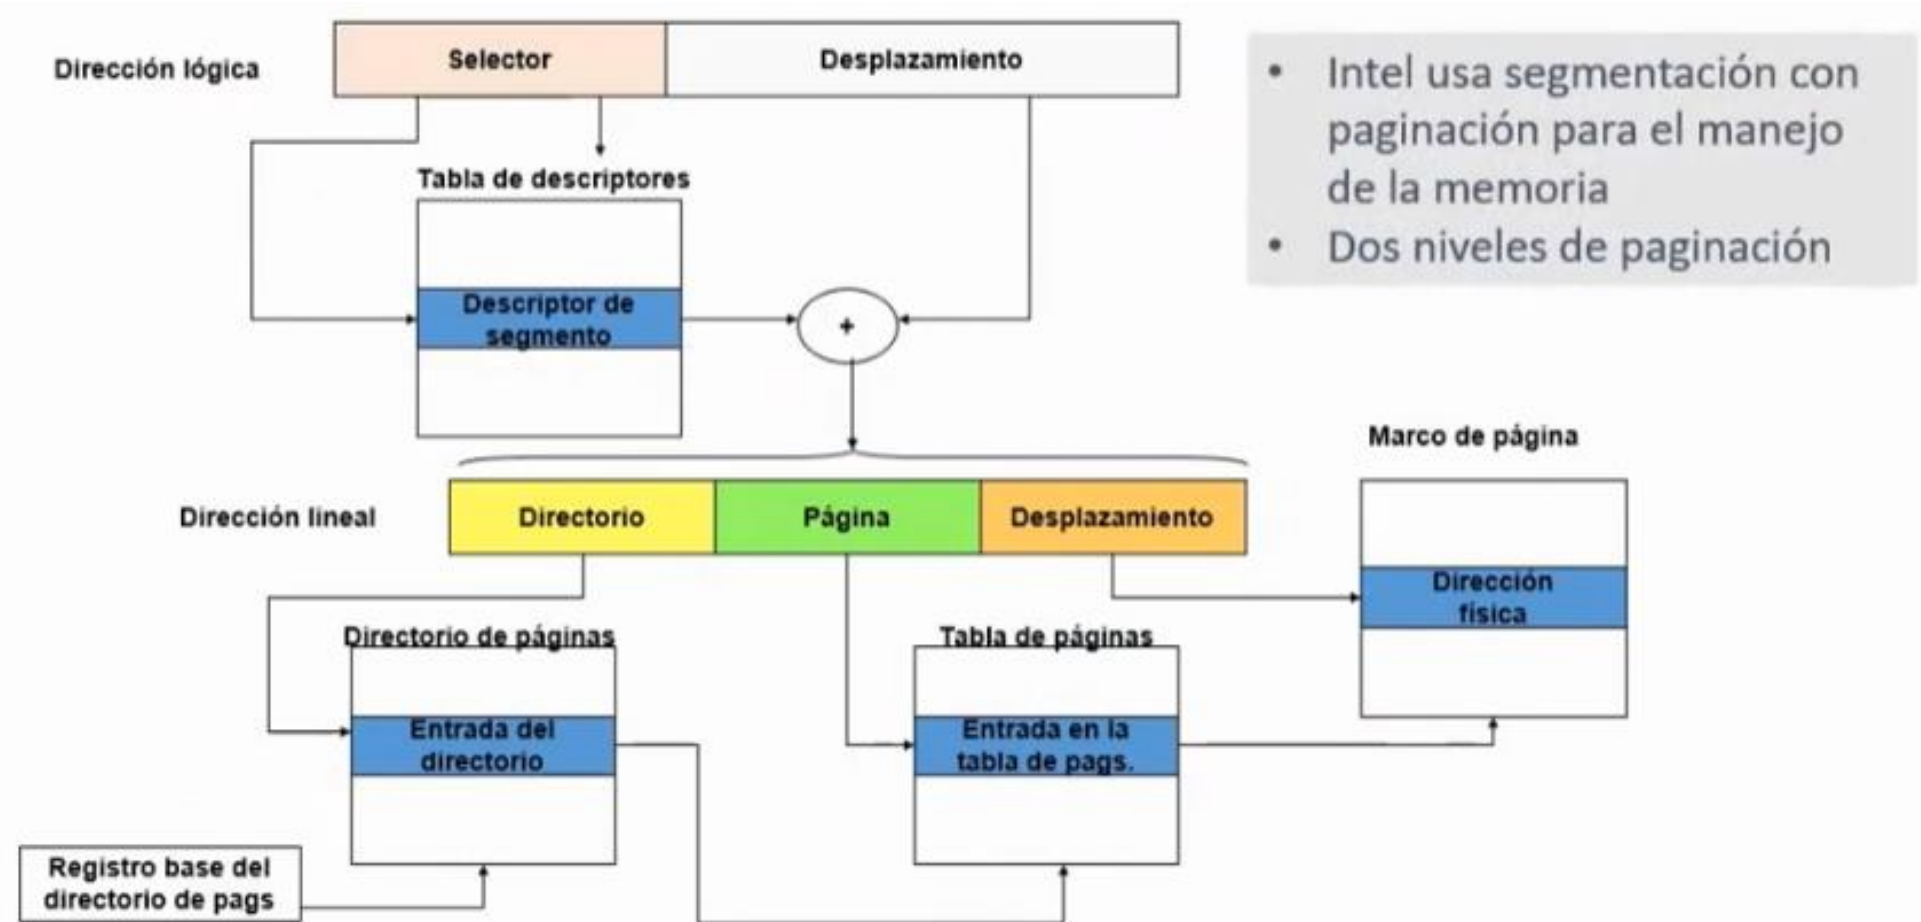 Dirección lógica
Selector
Desplazamiento
• Intel usa segmentación con
paginación para el manejo
de la memoria
• Dos niveles de paginación
Tabla de descriptores
Descriptor de
segmento
+
Marco de página
Dirección lineal
Directorio
Página
Desplazamiento
Dirección
física
Directorio de páginas
Tabla de páginas
Entrada del
directorio
Entrada en la
tabla de pags.
Registro base del
directorio de pags